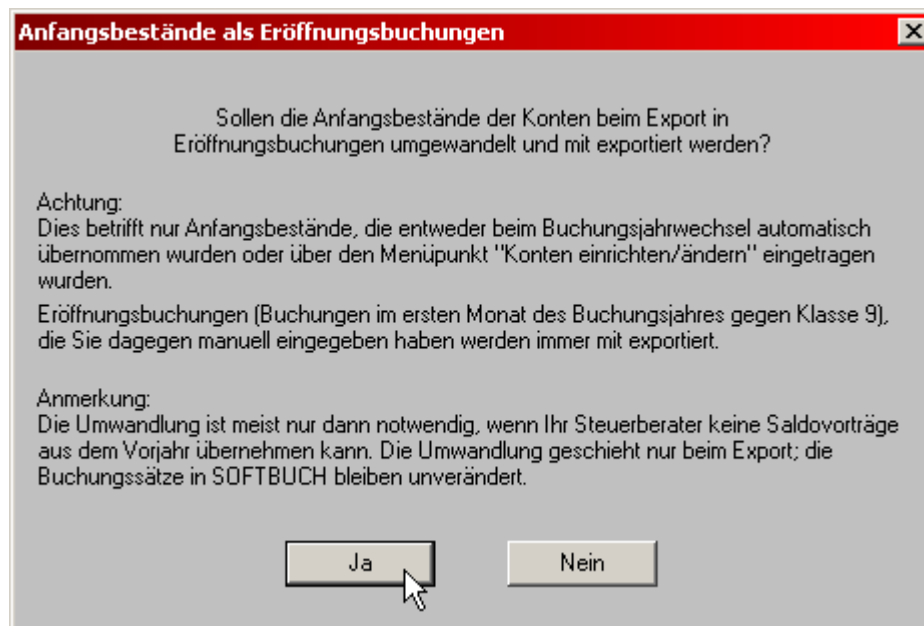 Anfangsbestände als Eröffnungsbuchungen
Sollen die Anfangsbestände der Konten beim Export in
Eröffnungsbuchungen umgewandelt und mit exportiert werden?
Achtung:
Dies betrifft nur Anfangsbestände, die entweder beim Buchungsjahrwechsel automatisch
übernommen wurden oder über den Menüpunkt "Konten einrichten/ändern" eingetragen
wurden.
Eröffnungsbuchungen (Buchungen im ersten Monat des Buchungsjahres gegen Klasse 9),
die Sie dagegen manuell eingegeben haben werden immer mit exportiert.
Anmerkung:
Die Umwandlung ist meist nur dann notwendig, wenn Ihr Steuerberater keine Saldovorträge
aus dem Vorjahr übernehmen kann. Die Umwandlung geschieht nur beim Export; die
Buchungssätze in SOFTBUCH bleiben unverändert.
Ja
Nein